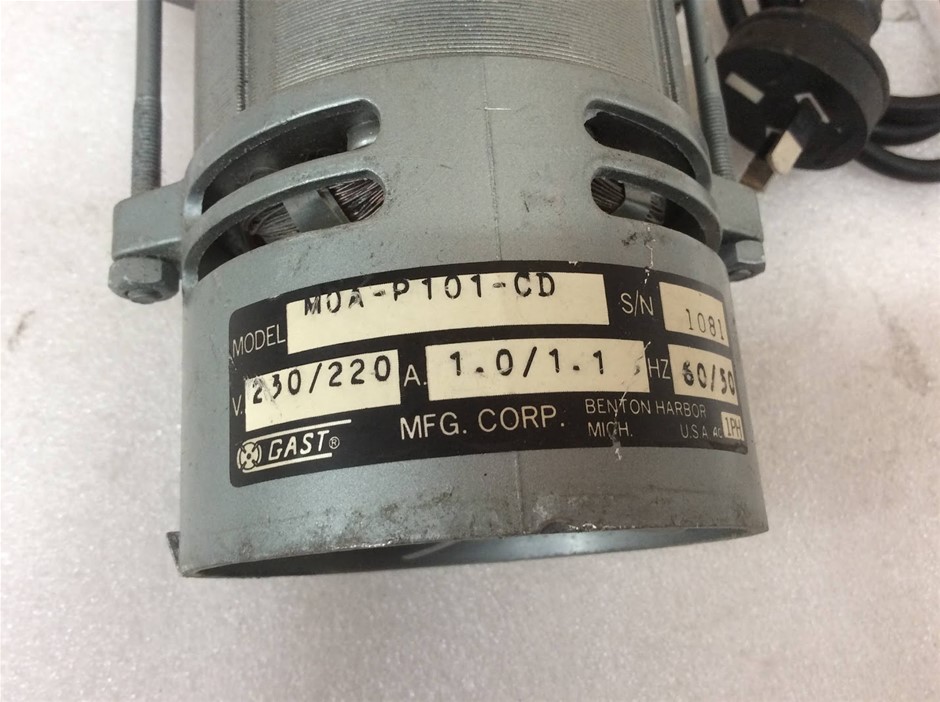 MODEL MOA-P101-CD S/N 1081
V. 230/220 A. 1.0/1.1 HZ 60/50
GAST® MFG. CORP. BENTON HARBOR
MICH. U.S.A. AC 1PH